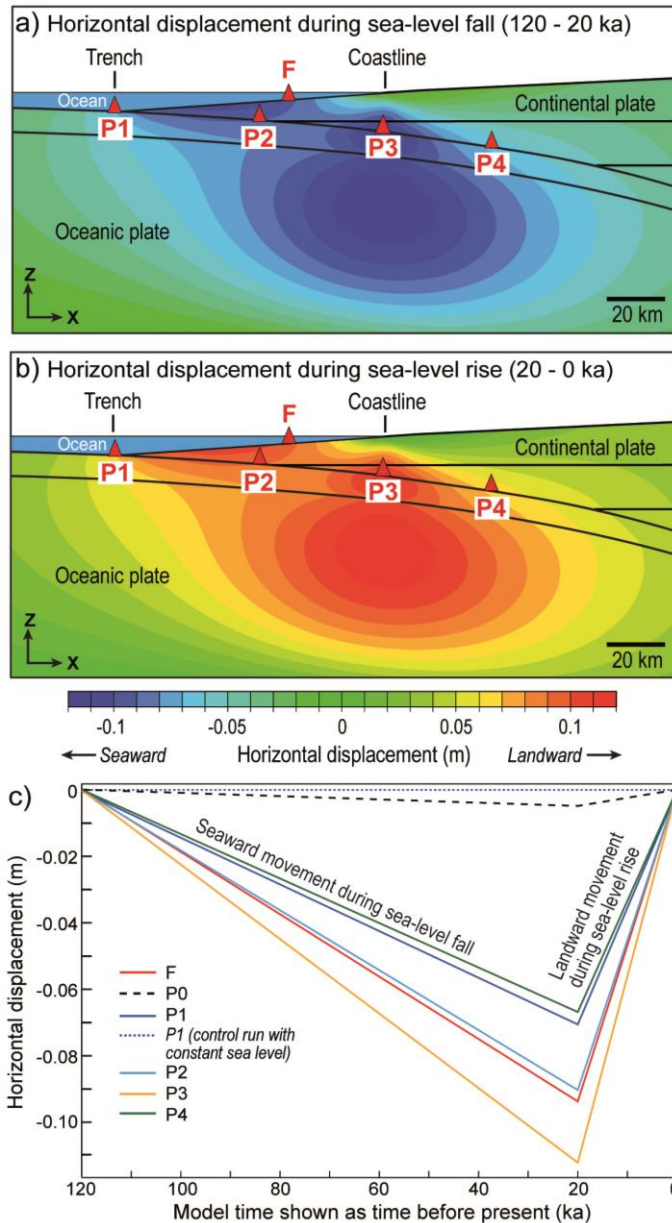 a) Horizontal displacement during sea-level fall (120 - 20 ka)
Trench
F
Coastline
Ocean
Continental plate
P1
P2
P3
P4
Oceanic plate
Z
X
20 km
b) Horizontal displacement during sea-level rise (20 - 0 ka)
Trench
F
Coastline
Ocean
Continental plate
P1
P2
P3
P4
Oceanic plate
Z
X
20 km
-0.1 -0.05 0 0.05 0.1
Seaward Horizontal displacement (m) Landward
c)
0
-0.02
-0.04
-0.06
-0.08
-0.10
Horizontal displacement (m)
Seaward movement during sea-level fall
Landward movement
during sea-level rise
F
P0
P1
P1 (control run with
constant sea level)
P2
P3
P4
120 100 80 60 40 20
Model time shown as time before present (ka)